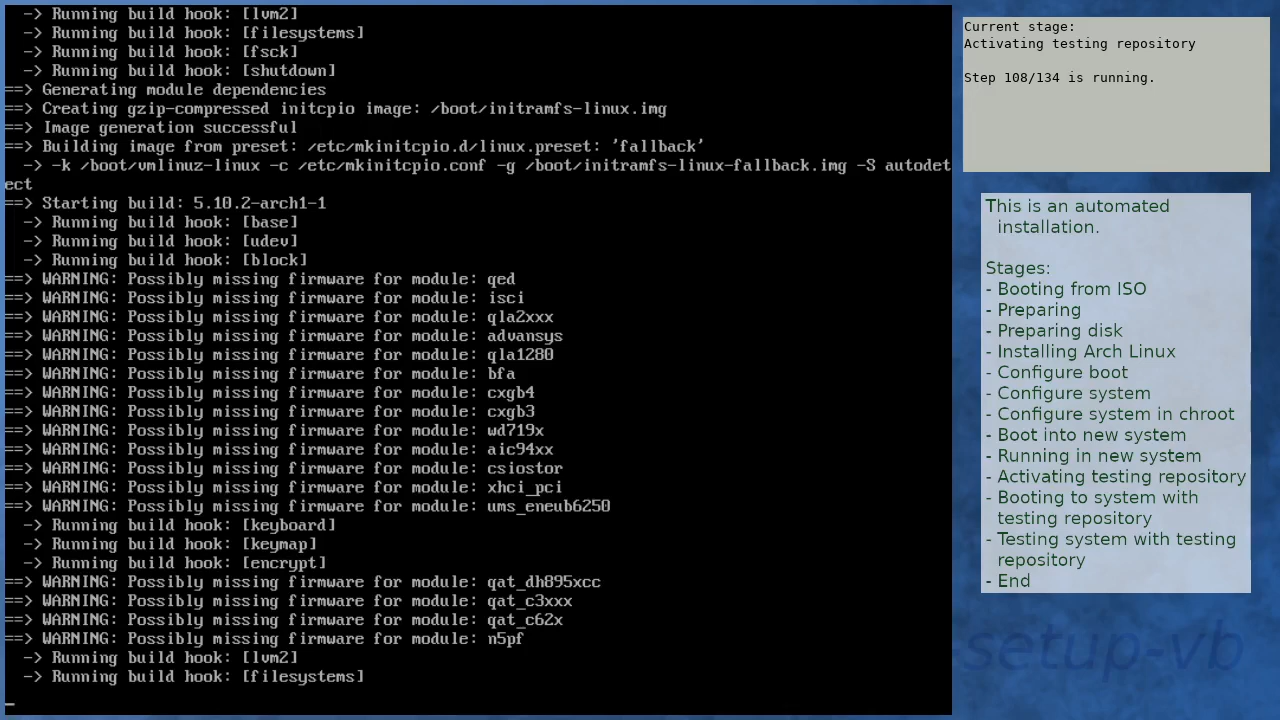 -> Running build hook: [lvm2]
-> Running build hook: [filesystems]
-> Running build hook: [fsck]
-> Running build hook: [shutdown]
==> Generating module dependencies
==> Creating gzip-compressed initcpio image: /boot/initramfs-linux.img
==> Image generation successful
==> Building image from preset: /etc/mkinitcpio.d/linux.preset: 'fallback'
-> -k /boot/vmlinuz-linux -c /etc/mkinitcpio.conf -g /boot/initramfs-linux-fallback.img -S autodet
ect
==> Starting build: 5.10.2-arch1-1
-> Running build hook: [base]
-> Running build hook: [udev]
-> Running build hook: [block]
==> WARNING: Possibly missing firmware for module: qed
==> WARNING: Possibly missing firmware for module: isci
==> WARNING: Possibly missing firmware for module: qla2xxx
==> WARNING: Possibly missing firmware for module: advansys
==> WARNING: Possibly missing firmware for module: qla1280
==> WARNING: Possibly missing firmware for module: bfa
==> WARNING: Possibly missing firmware for module: cxgb4
==> WARNING: Possibly missing firmware for module: cxgb3
==> WARNING: Possibly missing firmware for module: wd719x
==> WARNING: Possibly missing firmware for module: aic94xx
==> WARNING: Possibly missing firmware for module: csiostor
==> WARNING: Possibly missing firmware for module: xhci_pci
==> WARNING: Possibly missing firmware for module: ums_eneub6250
-> Running build hook: [keyboard]
-> Running build hook: [keymap]
-> Running build hook: [encrypt]
==> WARNING: Possibly missing firmware for module: qat_dh895xcc
==> WARNING: Possibly missing firmware for module: qat_c3xxx
==> WARNING: Possibly missing firmware for module: qat_c62x
==> WARNING: Possibly missing firmware for module: n5pf
-> Running build hook: [lvm2]
-> Running build hook: [filesystems]
Current stage:
Activating testing repository
Step 108/134 is running.
This is an automated
installation.
Stages:
- Booting from ISO
- Preparing
- Preparing disk
- Installing Arch Linux
- Configure boot
- Configure system
- Configure system in chroot
- Boot into new system
- Running in new system
- Activating testing repository
- Booting to system with
testing repository
- Testing system with testing
repository
- End
setup-vb